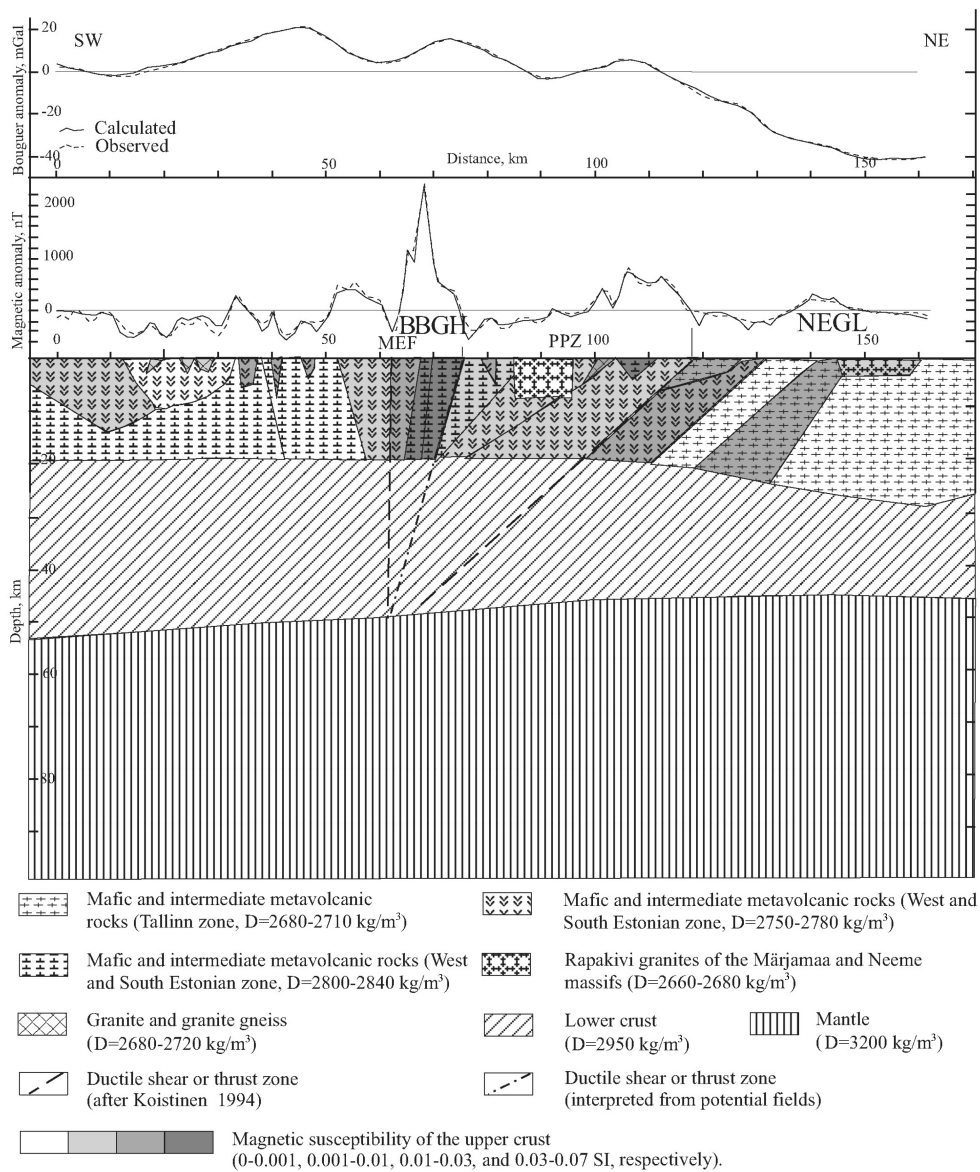 20
SW
NE
Bouguer anomaly, mGal
0
-20
Calculated
Observed
-40
0
50
Distance, km
100
150
Magnetic anomaly, nT
2000
1000
0
BBGH
NEGL
0
50
MEF
PPZ
100
150
Depth, km
20
40
60
80
Mafic and intermediate metavolcanic
rocks (Tallinn zone, D=2680-2710 kg/m³)
Mafic and intermediate metavolcanic rocks (West and
South Estonian zone, D=2750-2780 kg/m³)
Mafic and intermediate metavolcanic rocks (West
and South Estonian zone, D=2800-2840 kg/m³)
Rapakivi granites of the Märjamaa and Neeme
massifs (D=2660-2680 kg/m³)
Granite and granite gneiss
(D=2680-2720 kg/m³)
Lower crust
(D=2950 kg/m³)
Mantle
(D=3200 kg/m³)
Ductile shear or thrust zone
(after Koistinen 1994)
Ductile shear or thrust zone
(interpreted from potential fields)
Magnetic susceptibility of the upper crust
(0-0.001, 0.001-0.01, 0.01-0.03, and 0.03-0.07 SI, respectively).